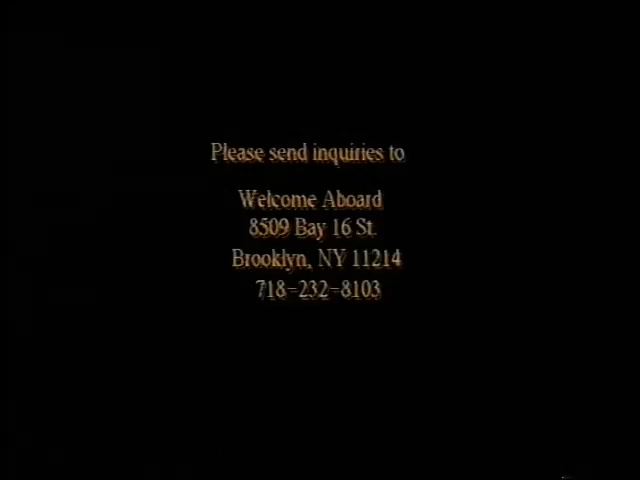 Please send inquiries to
Welcome Aboard
8509 Bay 16 St.
Brooklyn, NY 11214
718-232-8103